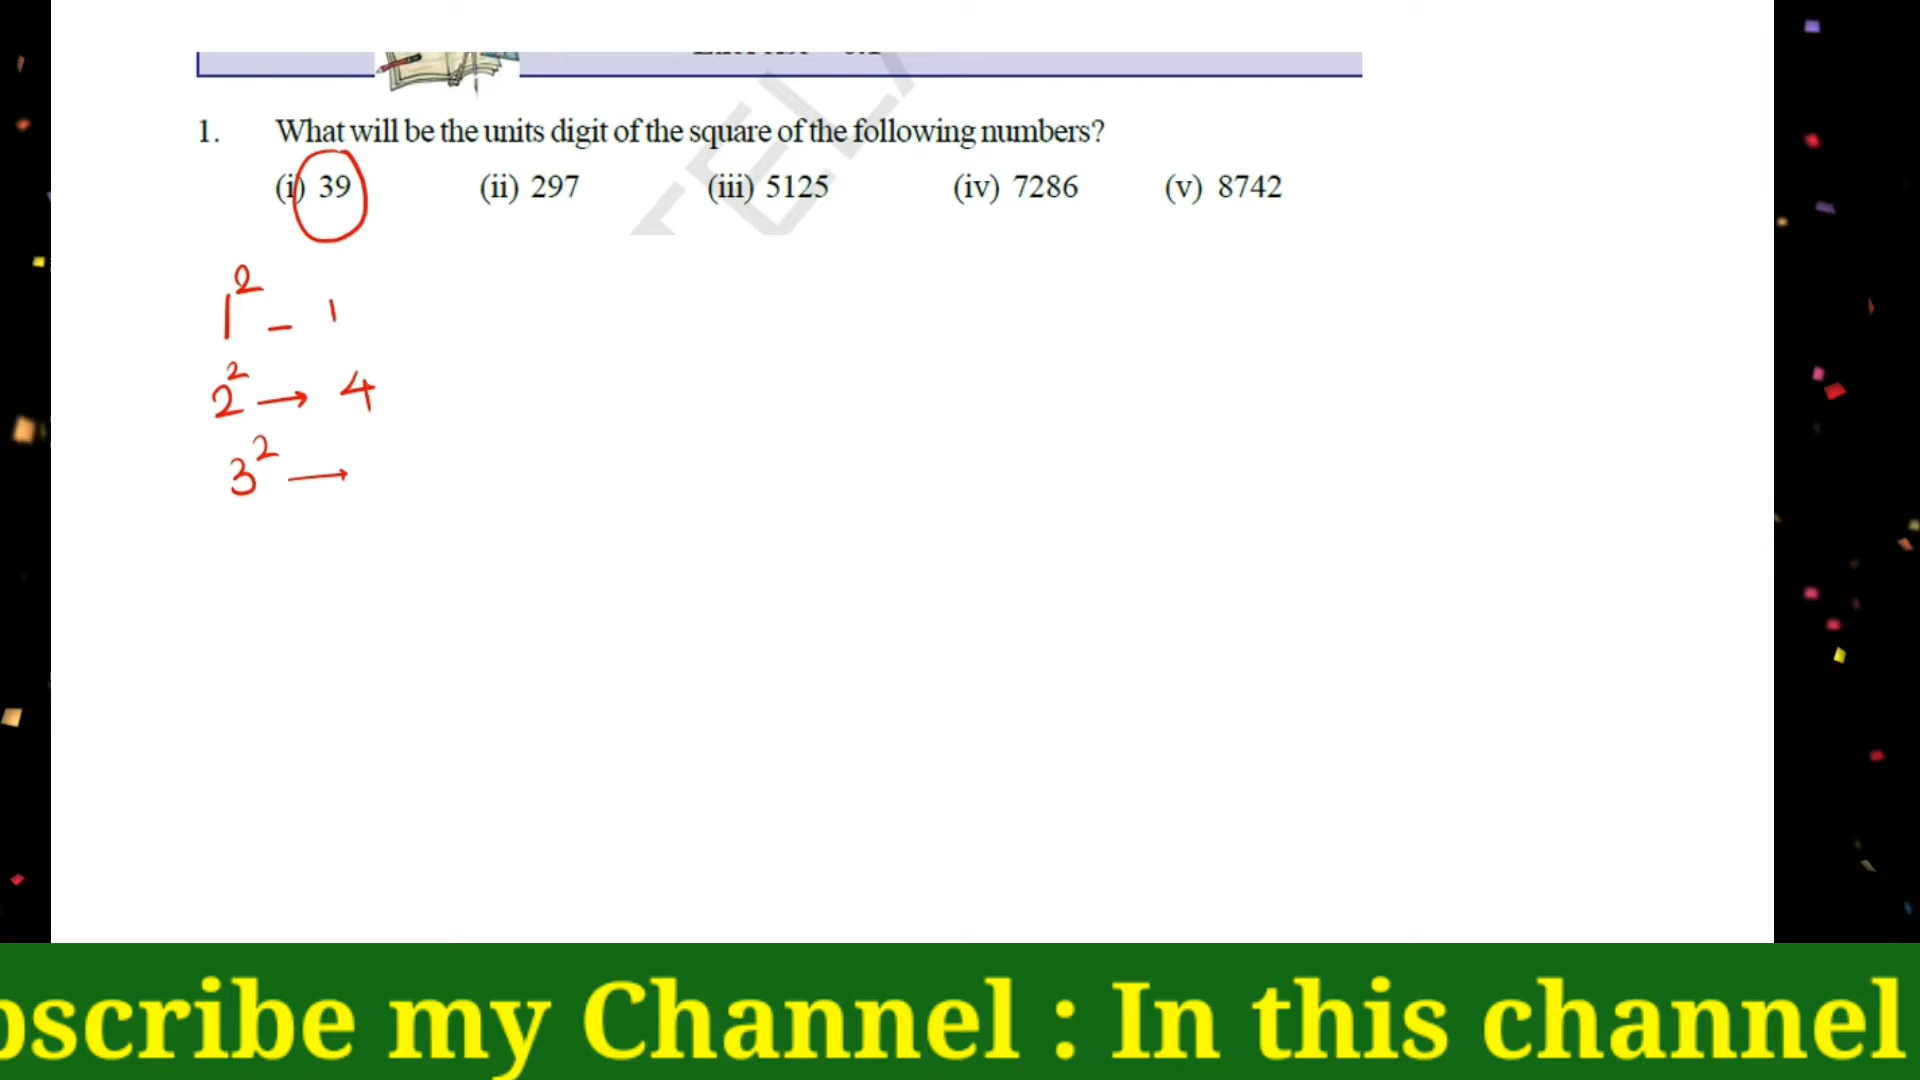 1. What will be the units digit of the square of the following numbers?
(i) 39 (ii) 297 (iii) 5125 (iv) 7286 (v) 8742
1² - 1
2² → 4
3² →
my Channel : In this channel